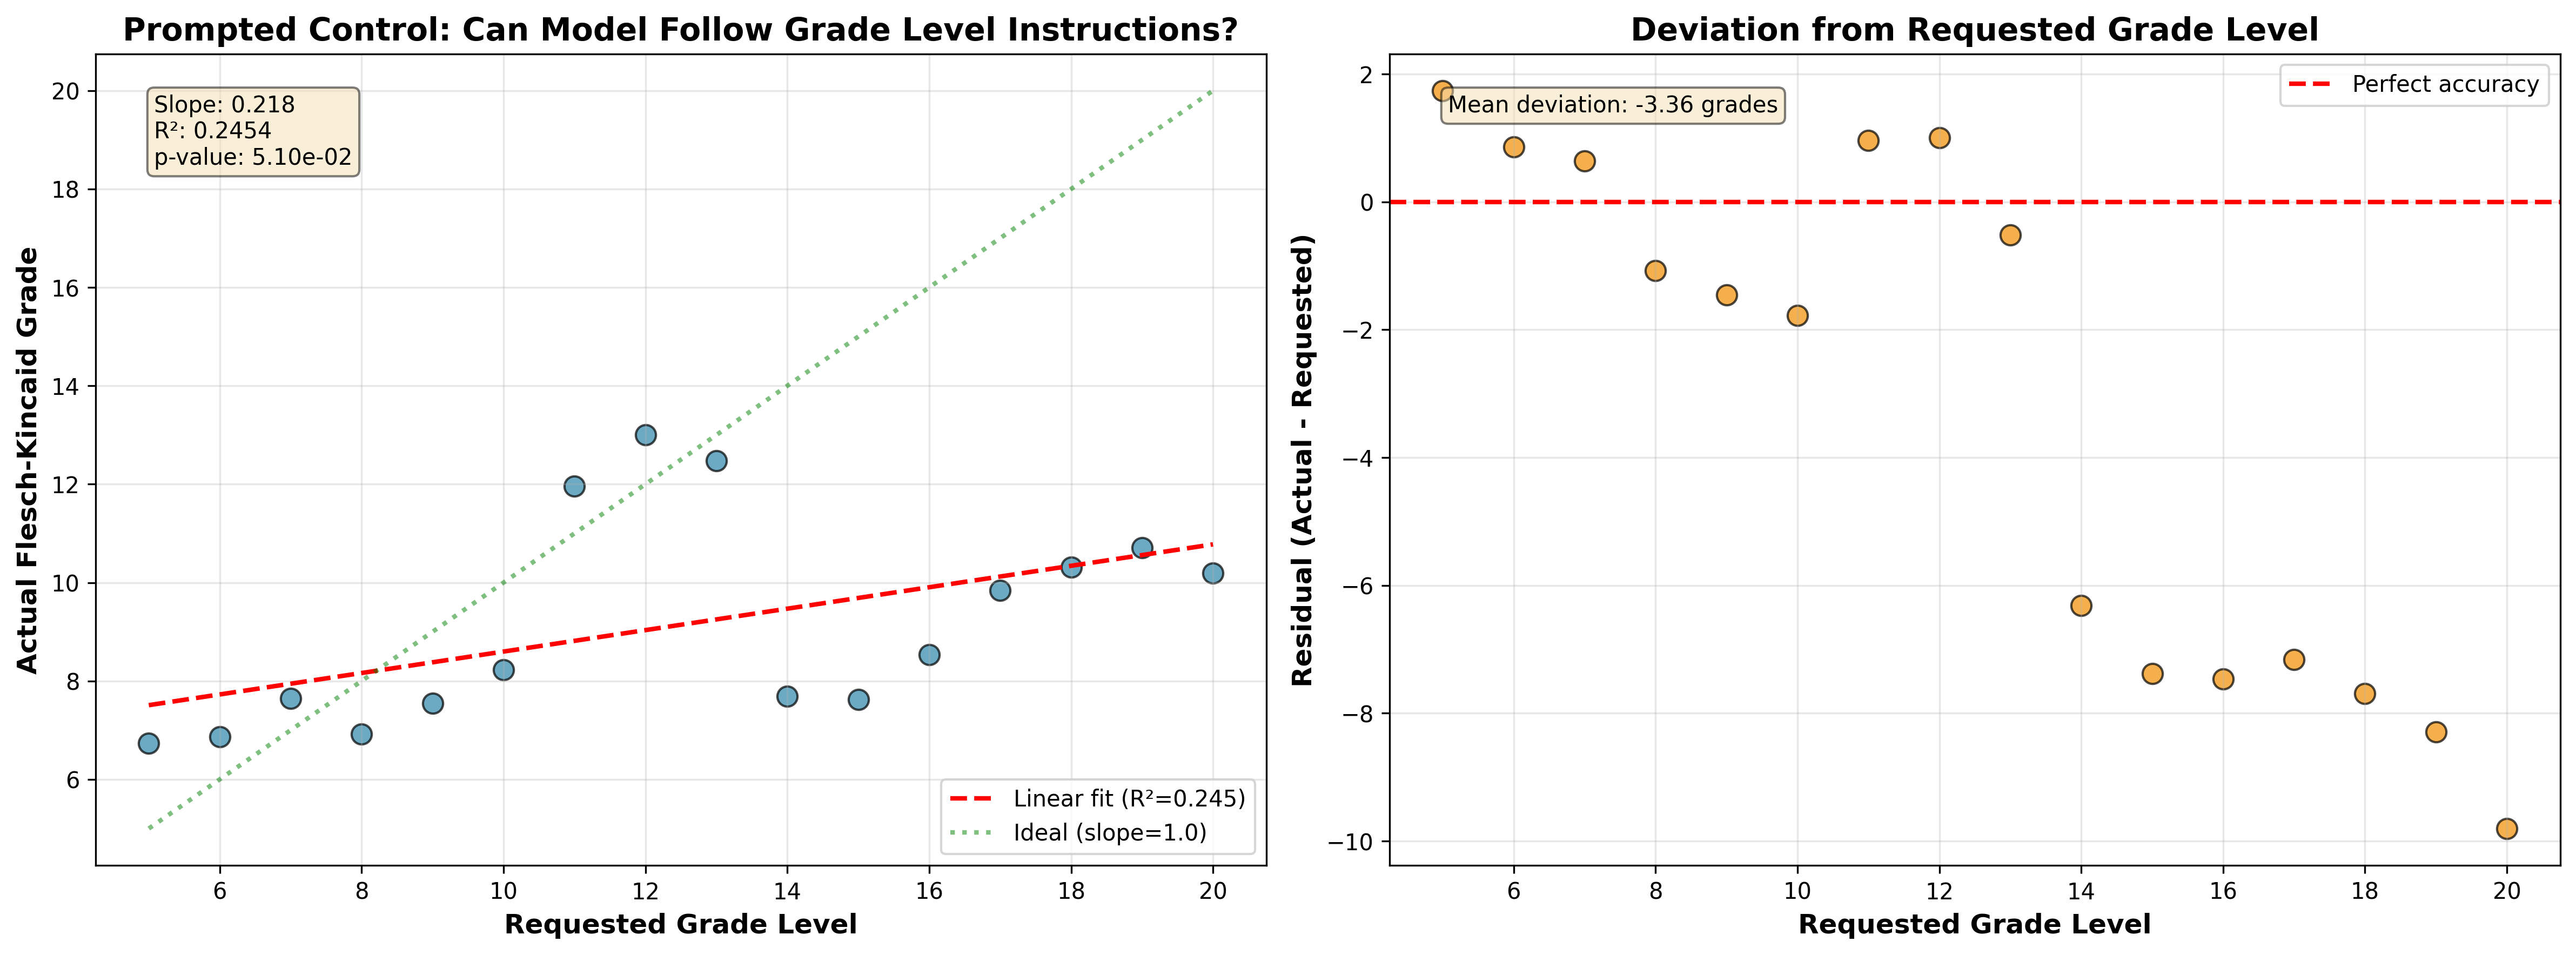 Prompted Control: Can Model Follow Grade Level Instructions?
Actual Flesch-Kincaid Grade
20
18
16
14
12
10
8
6
Slope: 0.218
R²: 0.2454
p-value: 5.10e-02
Linear fit (R²=0.245)
Ideal (slope=1.0)
6 8 10 12 14 16 18 20
Requested Grade Level
Deviation from Requested Grade Level
Residual (Actual - Requested)
2
0
−2
−4
−6
−8
−10
Mean deviation: -3.36 grades
Perfect accuracy
6 8 10 12 14 16 18 20
Requested Grade Level